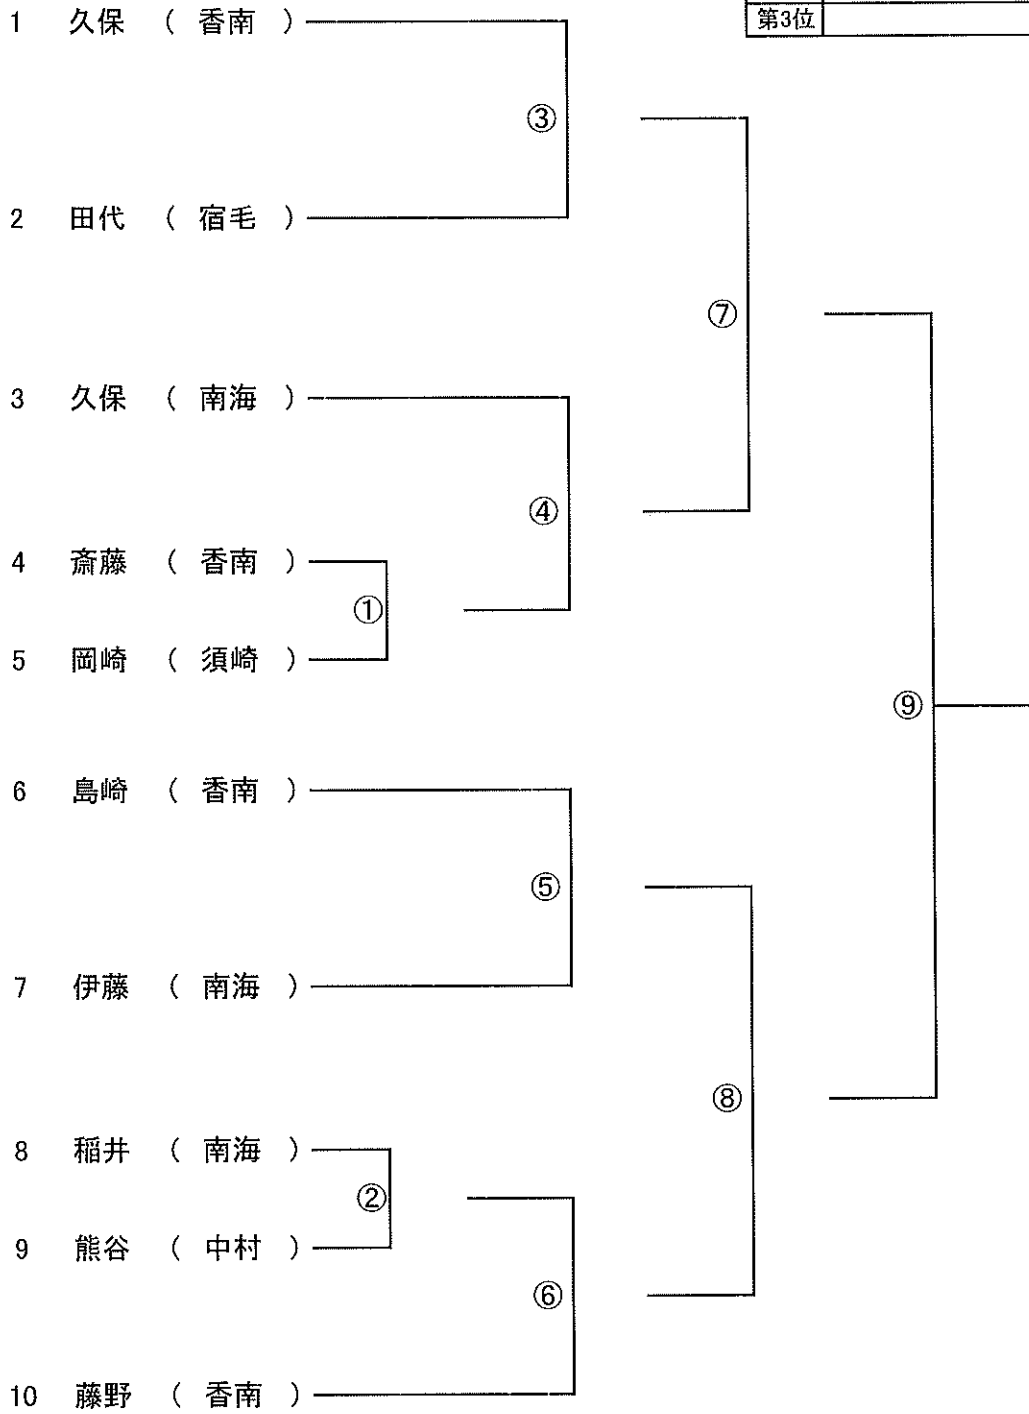 第3位
1 久保 ( 香南 )
③
2 田代 ( 宿毛 )
⑦
3 久保 ( 南海 )
④
4 斎藤 ( 香南 )
①
5 岡崎 ( 須崎 )
⑨
6 島崎 ( 香南 )
⑤
7 伊藤 ( 南海 )
⑧
8 稲井 ( 南海 )
②
9 熊谷 ( 中村 )
⑥
10 藤野 ( 香南 )